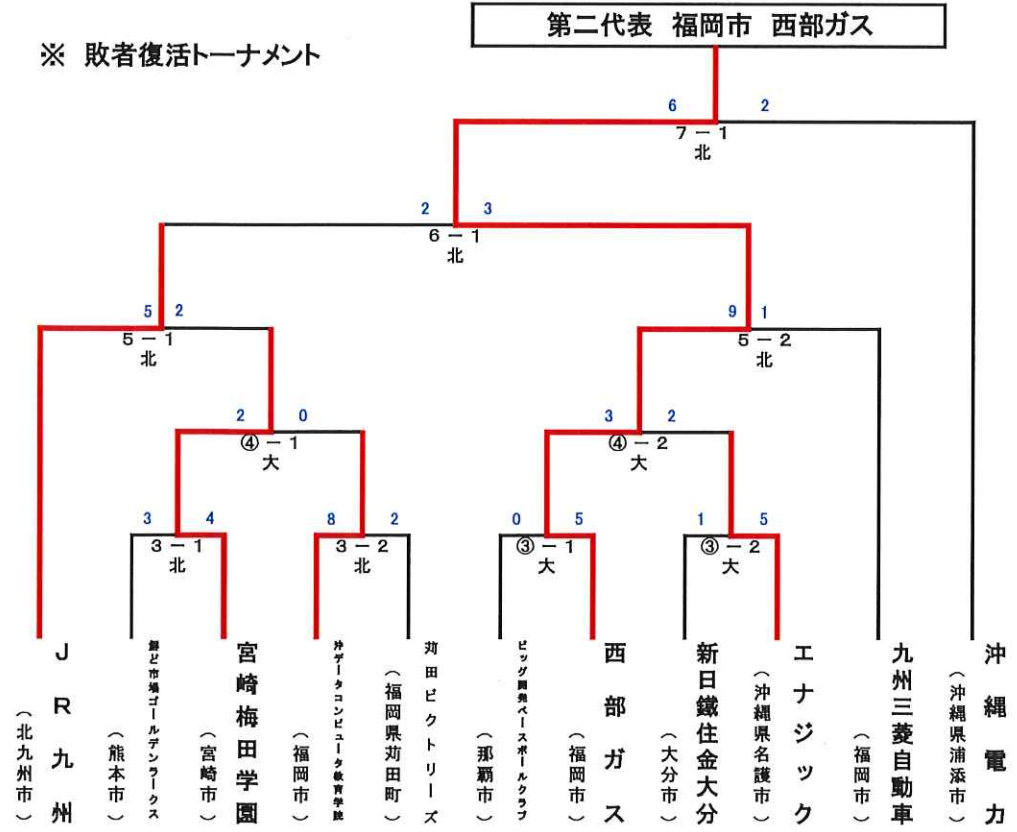 第二代表 福岡市 西部ガス
※ 敗者復活トーナメント
6 2
7 － 1
北
2 3
6 － 1
北
5 2
5 － 1
北
9 1
5 － 2
北
2 0
④ － 1
大
3 2
④ － 2
大
3 4
3 － 1
北
8 2
3 － 2
北
0 5
③ － 1
大
1 5
③ － 2
大
JR九州
（北九州市）
鮮ど市場ゴールデンラークス
（熊本市）
宮崎梅田学園
（宮崎市）
沖データコンピュータ教育学院
（福岡市）
苅田ビクトリーズ
（福岡県苅田町）
ビッグ開発ベースボールクラブ
（那覇市）
西部ガス
（福岡市）
新日鐵住金大分
（大分市）
エナジック
（沖縄県名護市）
九州三菱自動車
（福岡市）
沖縄電力
（沖縄県浦添市）